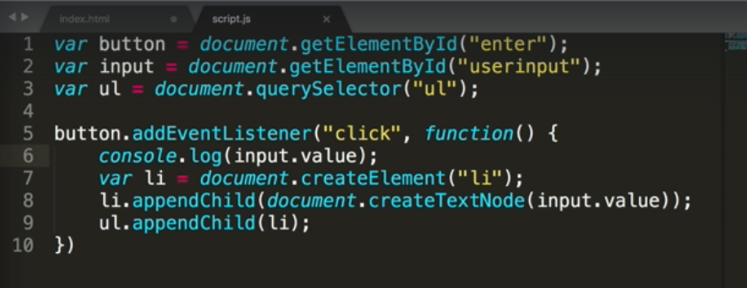 index.html script.js
1 var button = document.getElementById("enter");
2 var input = document.getElementById("userinput");
3 var ul = document.querySelector("ul");
4
5 button.addEventListener("click", function() {
6 console.log(input.value);
7 var li = document.createElement("li");
8 li.appendChild(document.createTextNode(input.value));
9 ul.appendChild(li);
10 })